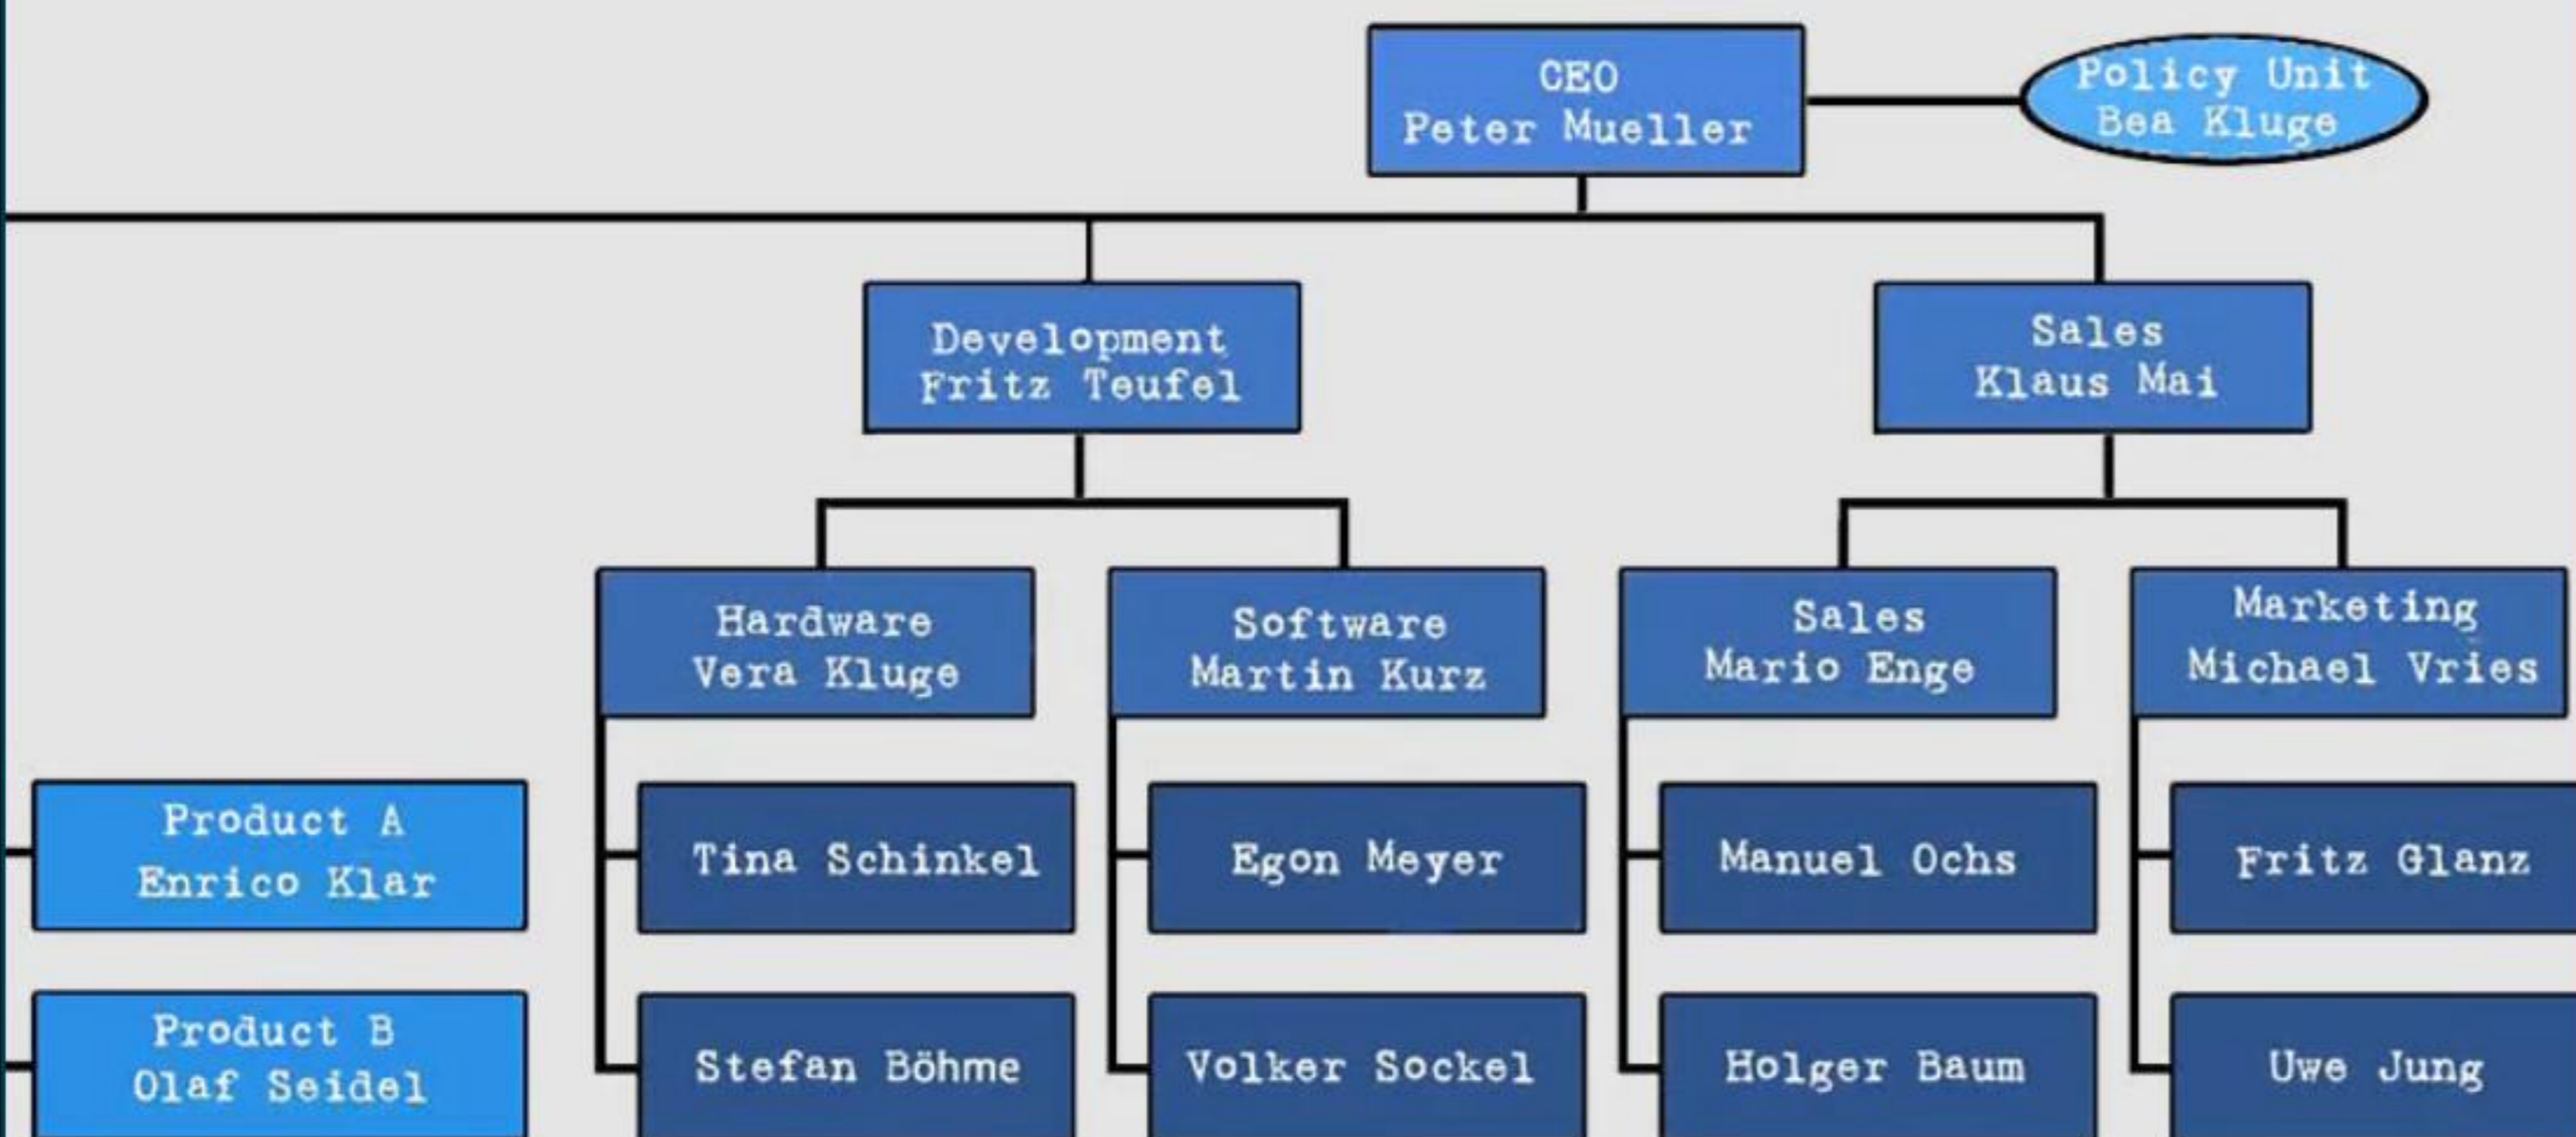 CEO
Peter Mueller
Policy Unit
Bea Kluge
Development
Fritz Teufel
Sales
Klaus Mai
Hardware
Vera Kluge
Software
Martin Kurz
Sales
Mario Enge
Marketing
Michael Vries
Product A
Enrico Klar
Tina Schinkel
Egon Meyer
Manuel Ochs
Fritz Glanz
Product B
Olaf Seidel
Stefan Böhme
Volker Sockel
Holger Baum
Uwe Jung